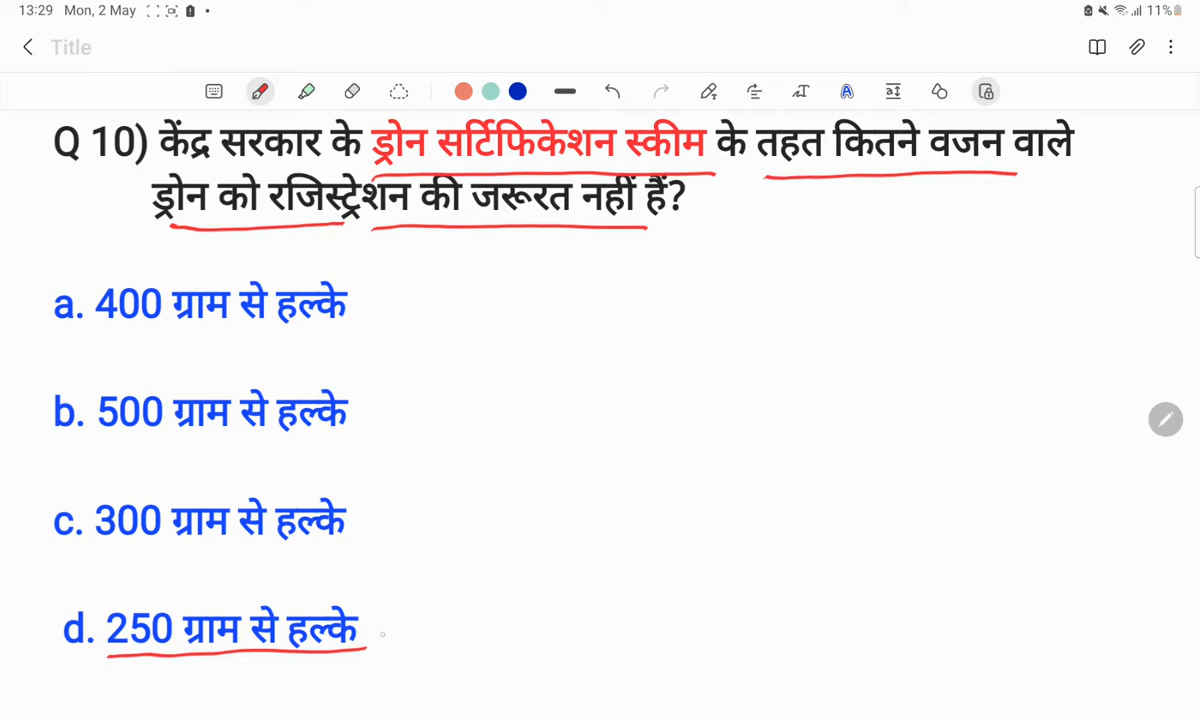 13:29 Mon, 2 May
11%
Title
Q 10) केंद्र सरकार के ड्रोन सर्टिफिकेशन स्कीम के तहत कितने वजन वाले
ड्रोन को रजिस्ट्रेशन की जरूरत नहीं हैं?
a. 400 ग्राम से हल्के
b. 500 ग्राम से हल्के
c. 300 ग्राम से हल्के
d. 250 ग्राम से हल्के